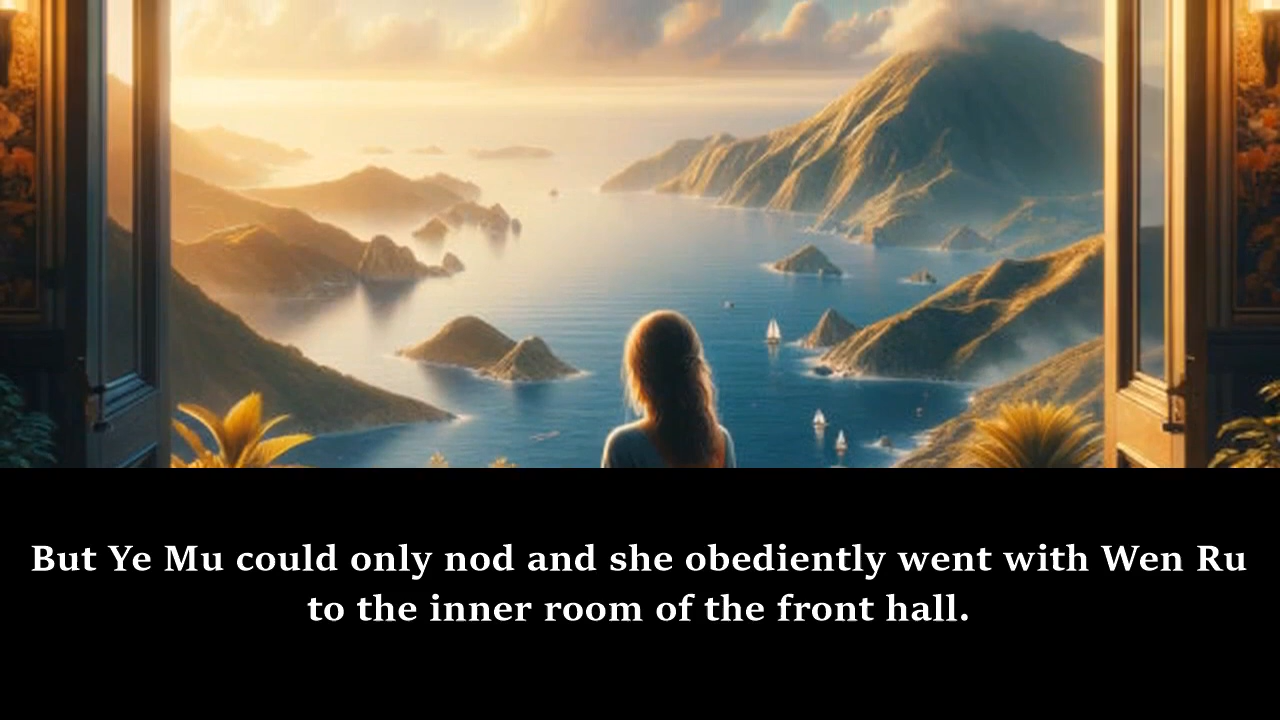 But Ye Mu could only nod and she obediently went with Wen Ru
to the inner room of the front hall.